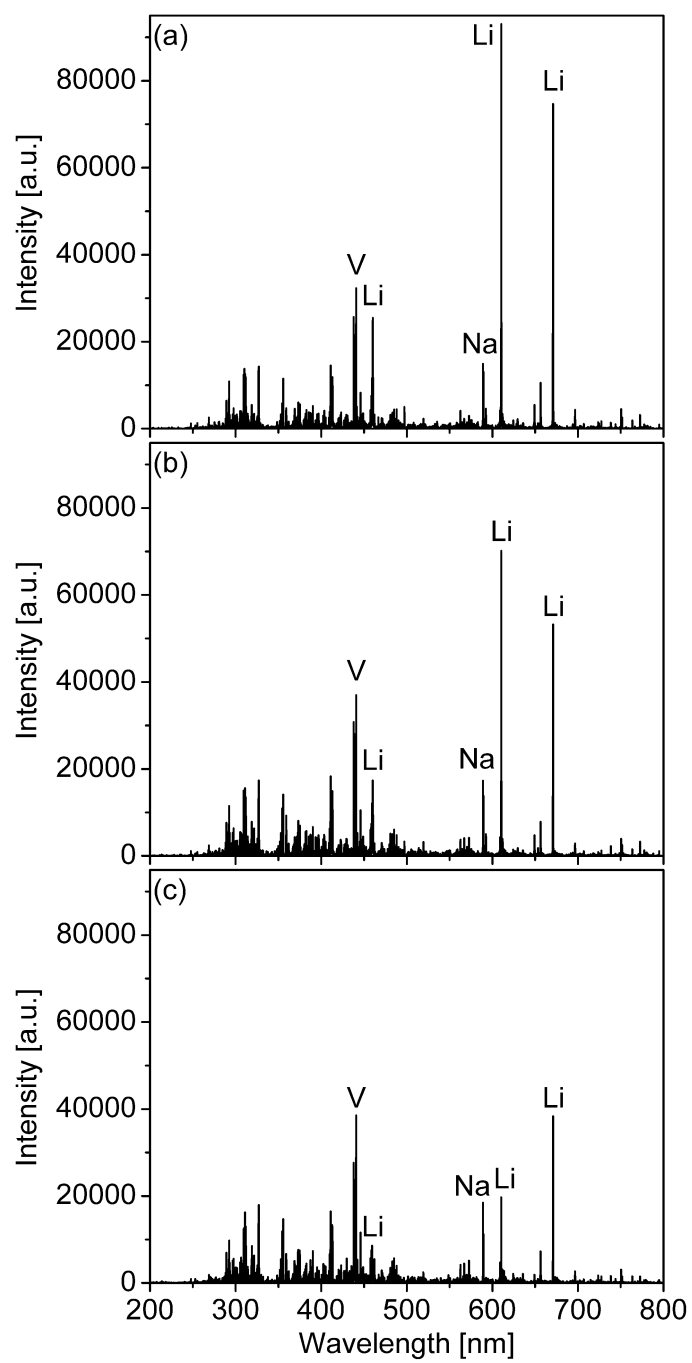 (a)
Li
Li
V
Li
Na
80000
60000
40000
20000
0
Intensity [a.u.]
(b)
Li
Li
V
Li
Na
80000
60000
40000
20000
0
Intensity [a.u.]
(c)
V
Li
Na Li
Li
80000
60000
40000
20000
0
Intensity [a.u.]
200 300 400 500 600 700 800
Wavelength [nm]